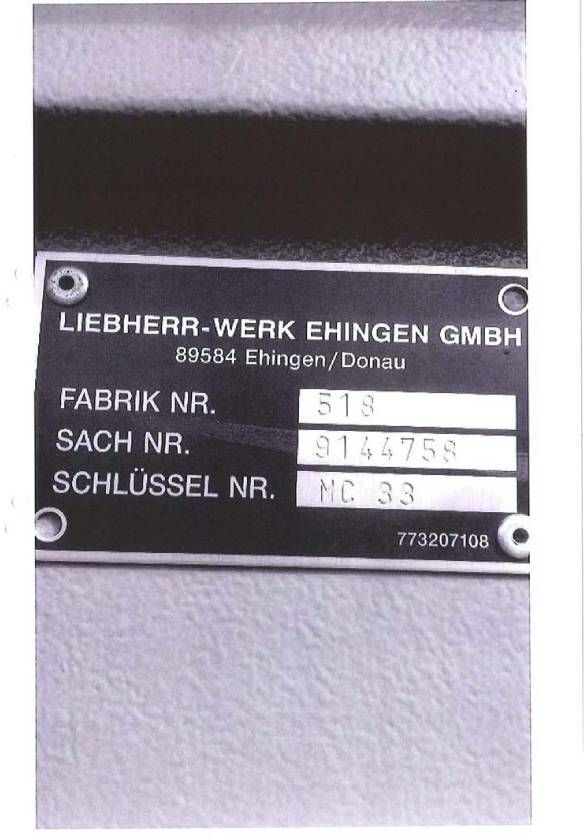 LIEBHERR-WERK EHINGEN GMBH
89584 Ehingen/Donau
FABRIK NR. 518
SACH NR. 9144758
SCHLÜSSEL NR. MC 33
773207108